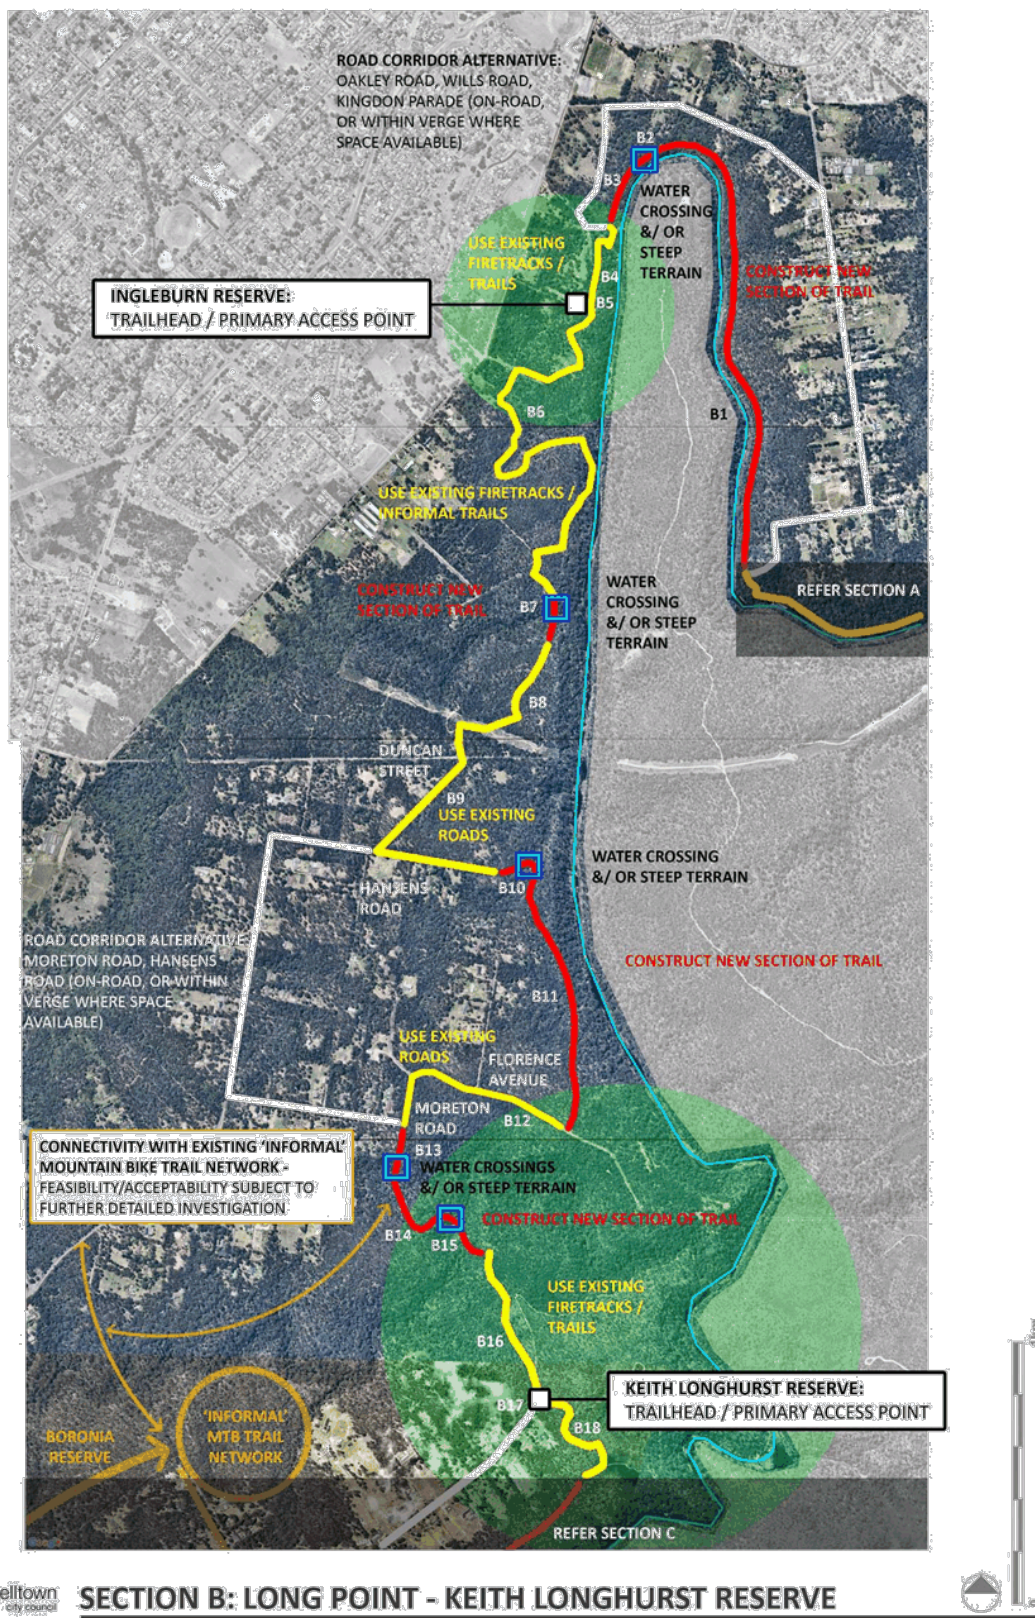 ROAD CORRIDOR ALTERNATIVE:
OAKLEY ROAD, WILLS ROAD,
KINGDON PARADE (ON-ROAD,
OR WITHIN VERGE WHERE
SPACE AVAILABLE)
B2
B3
WATER
CROSSING
&/ OR
STEEP
TERRAIN
USE EXISTING
FIRETRACKS /
TRAILS
B4
CONSTRUCT NEW
SECTION OF TRAIL
INGLEBURN RESERVE:
TRAILHEAD / PRIMARY ACCESS POINT
B5
B6
B1
USE EXISTING FIRETRACKS /
INFORMAL TRAILS
CONSTRUCT NEW
SECTION OF TRAIL
B7
WATER
CROSSING
&/ OR STEEP
TERRAIN
REFER SECTION A
B8
DUNCAN
STREET
B9
USE EXISTING
ROADS
WATER CROSSING
&/ OR STEEP TERRAIN
HANSENS
ROAD
B10
ROAD CORRIDOR ALTERNATIVE
MORETON ROAD, HANSENS
ROAD (ON-ROAD, OR WITHIN
VERGE WHERE SPACE
AVAILABLE)
CONSTRUCT NEW SECTION OF TRAIL
B11
USE EXISTING
ROADS
FLORENCE
AVENUE
MORETON
ROAD
B12
B13
CONNECTIVITY WITH EXISTING 'INFORMAL'
MOUNTAIN BIKE TRAIL NETWORK -
FEASIBILITY/ACCEPTABILITY SUBJECT TO
FURTHER DETAILED INVESTIGATION
WATER CROSSINGS
&/ OR STEEP TERRAIN
CONSTRUCT NEW SECTION OF TRAIL
B14
B15
USE EXISTING
FIRETRACKS /
TRAILS
B16
KEITH LONGHURST RESERVE:
TRAILHEAD / PRIMARY ACCESS POINT
B17
B18
BORONIA
RESERVE
'INFORMAL'
MTB TRAIL
NETWORK
REFER SECTION C
elltown
city council
SECTION B: LONG POINT - KEITH LONGHURST RESERVE